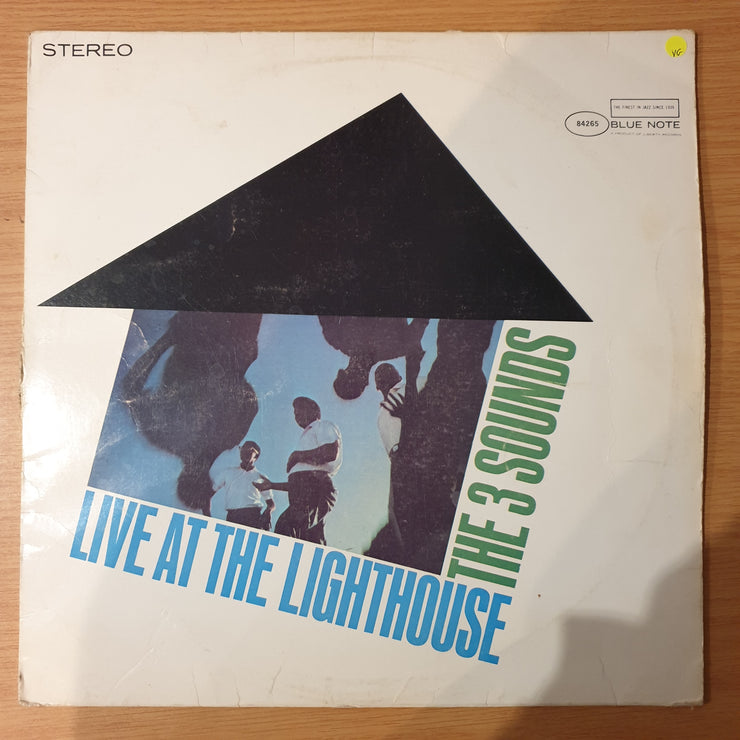 STEREO
VG
THE FINEST IN JAZZ SINCE 1939
84265
BLUE NOTE
A PRODUCT OF LIBERTY RECORDS
THE 3 SOUNDS
LIVE AT THE LIGHTHOUSE